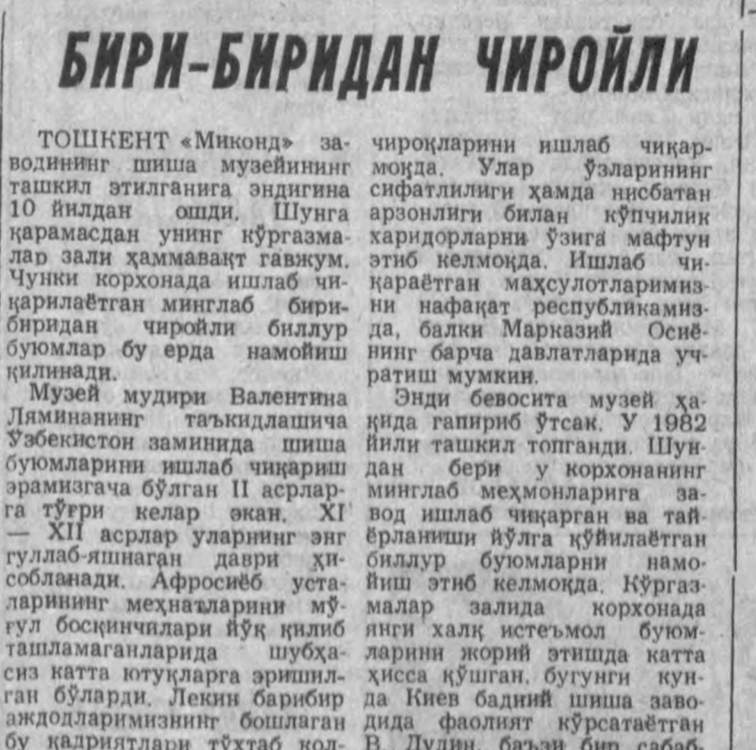 БИРИ-БИРИДАН ЧИРОЙЛИ
ТОШКЕНТ «Миконд» за-
водининг шиша музейининг
ташкил этилганига эндигина
10 йилдан ошди. Шунга
қарамасдан унинг кўргазма-
лар зали ҳаммавақт гавжум.
Чунки корхонада ишлаб чи-
қарилаётган минглаб бири-
биридан чиройли биллур
буюмлар бу ерда намойиш
қилинади.
Музей мудири Валентина
Ляминанинг таъкидлашича
Ўзбекистон заминида шиша
буюмларини ишлаб чиқариш
эрамизгача бўлган II асрлар-
га тўғри келар экан. XI
— XII асрлар уларнинг энг
гуллаб-яшнаган даври ҳи-
собланади. Афросиёб уста-
ларининг меҳнатларини мў-
ғул босқинчилари йўқ қилиб
ташламаганларида шубҳа-
сиз катта ютуқларга эришил-
ган бўларди. Лекин барибир
аждодларимизнинг бошлаган
бу қадриятлари тўхтаб қол-
чироқларини ишлаб чиқар-
моқда. Улар ўзларининг
сифатлилиги ҳамда нисбатан
арзонлиги билан кўпчилик
харидорларни ўзига мафтун
этиб келмоқда. Ишлаб чи-
қараётган маҳсулотларимиз-
ни нафақат республикамиз-
да, балки Марказий Осиё-
нинг барча давлатларида уч-
ратиш мумкин.
Энди бевосита музей ҳа-
қида гапириб ўтсак. У 1982
йили ташкил топганди. Шун-
дан бери у корхонанинг
минглаб меҳмонларига за-
вод ишлаб чиқарган ва тай
ёрланиши йўлга қўйилаётган
биллур буюмларни намо-
йиш этиб келмоқда. Кўргаз-
малар залида корхонада
янги халқ истеъмол буюм-
ларини жорий этишда катта
ҳисса қўшган, бугунги кун-
да Киев бадиий шиша заво-
дида фаолият кўрсатаётган
В. Дудин, баъзи бир сабаб-